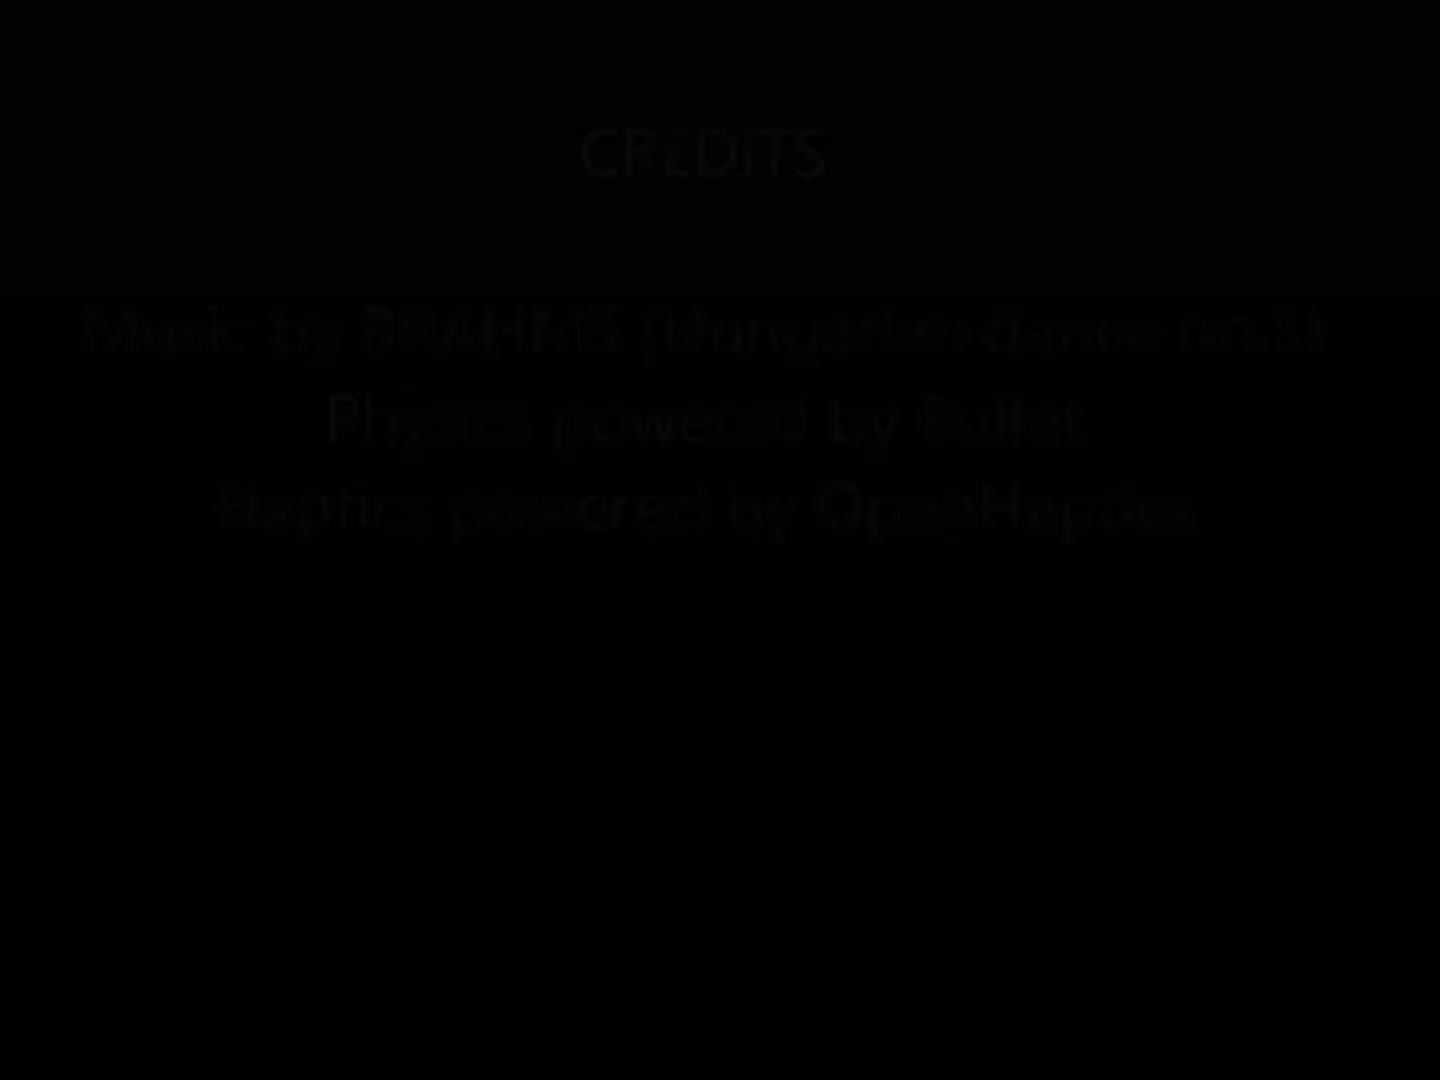 CREDITS
Music by BRAHMS (Hungarian dance no.5)
Physics powered by Bullet
Haptics powered by OpenHaptics